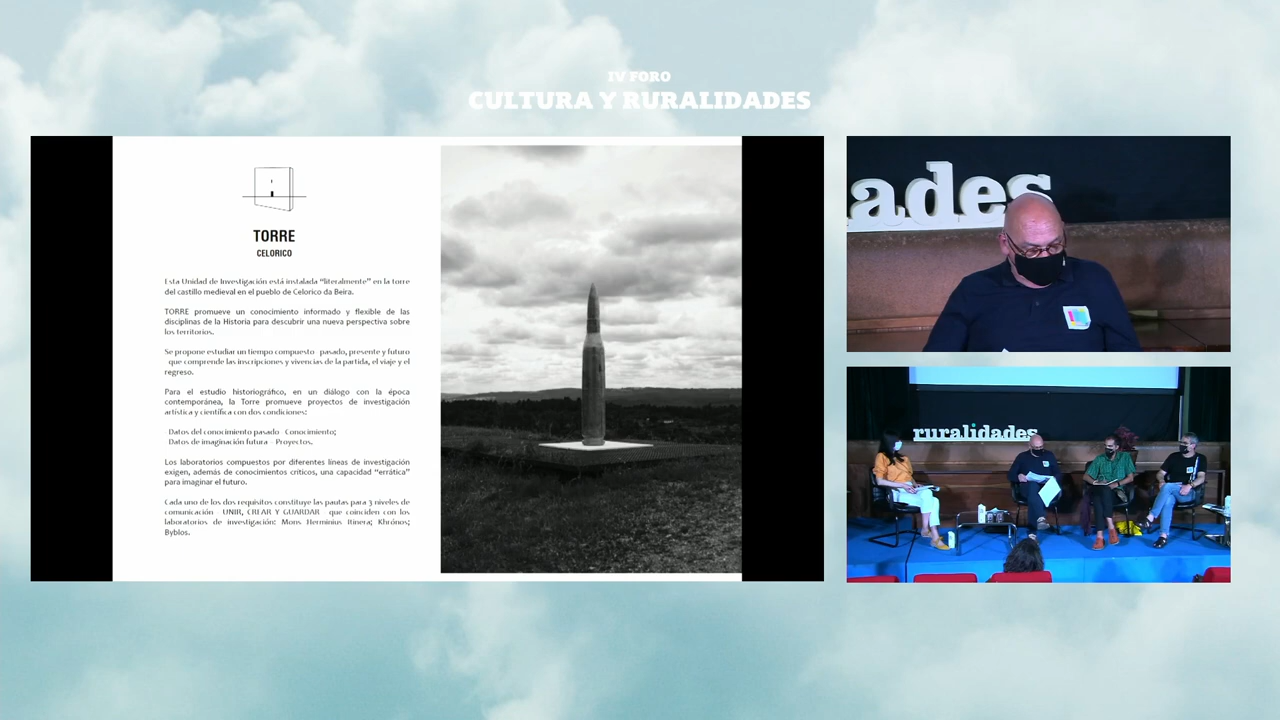 IV FORO
CULTURA Y RURALIDADES
TORRE
CELORICO
Esta Unidad de Investigación está instalada “literalmente” en la torre
del castillo medieval en el pueblo de Celorico da Beira.
TORRE promueve un conocimiento informado y flexible de las
disciplinas de la Historia para descubrir una nueva perspectiva sobre
los territorios.
Se propone estudiar un tiempo compuesto - pasado, presente y futuro
- que comprende las inscripciones y vivencias de la partida, el viaje y el
regreso.
Para el estudio historiográfico, en un diálogo con la época
contemporánea, la Torre promueve proyectos de investigación
artística y científica con dos condiciones:
- Datos del conocimiento pasado - Conocimiento;
- Datos de imaginación futura - Proyectos.
Los laboratorios compuestos por diferentes líneas de investigación
exigen, además de conocimientos críticos, una capacidad “errática”
para imaginar el futuro.
Cada uno de los dos requisitos constituye las pautas para 3 niveles de
comunicación - UNIR, CREAR Y GUARDAR - que coinciden con los
laboratorios de investigación: Mons Herminius Rinera; Khrónos;
Byblos.
ades
ruralidades